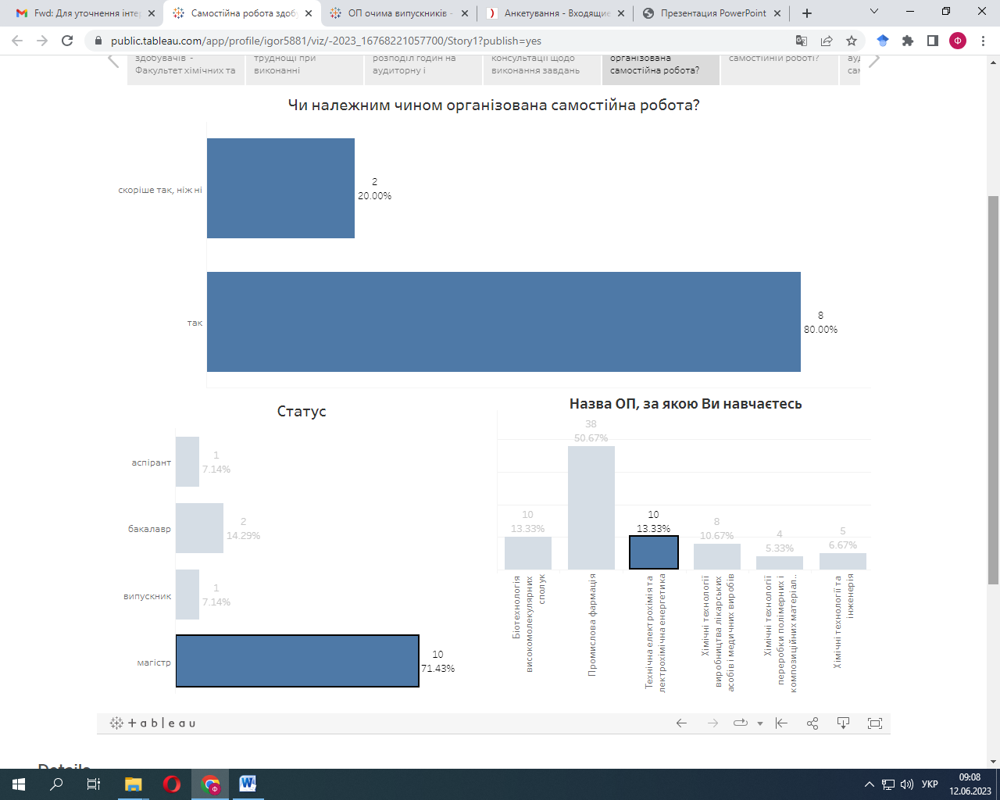 Fwd: Для уточнення інтер
Самостійна робота здобу
ОП очима випускників -
Анкетування - Входящие
Презентация PowerPoint
public.tableau.com/app/profile/igor5881/viz/-2023_16768221057700/Story1?publish=yes
Ф
здобувачів -
Факультет хімічних та
труднощі при
виконанні
розподіл годин на
аудиторну і
консультації щодо
виконання завдань
організована
самостійна робота?
самостійній роботі?
Чи належним чином організована самостійна робота?
скоріше так, ніж ні
2
20.00%
так
8
80.00%
Статус
аспірант
1
7.14%
бакалавр
2
14.29%
випускник
1
7.14%
магістр
10
71.43%
Назва ОП, за якою Ви навчаєтесь
10
13.33%
38
50.67%
10
13.33%
8
10.67%
4
5.33%
5
6.67%
Біотехнологія
високомолекулярних
сполук
Промислова фармація
Технічна електрохімія та
лектрохімічна енергетика
Хімічні технології
виробництва лікарських
асобів і медичних виробів
Хімічні технології
переробки полімерних і
композиційних матеріал..
Хімічні технології та
інженерія
+ableau
Details
Ф
W
УКР
09:08
12.06.2023